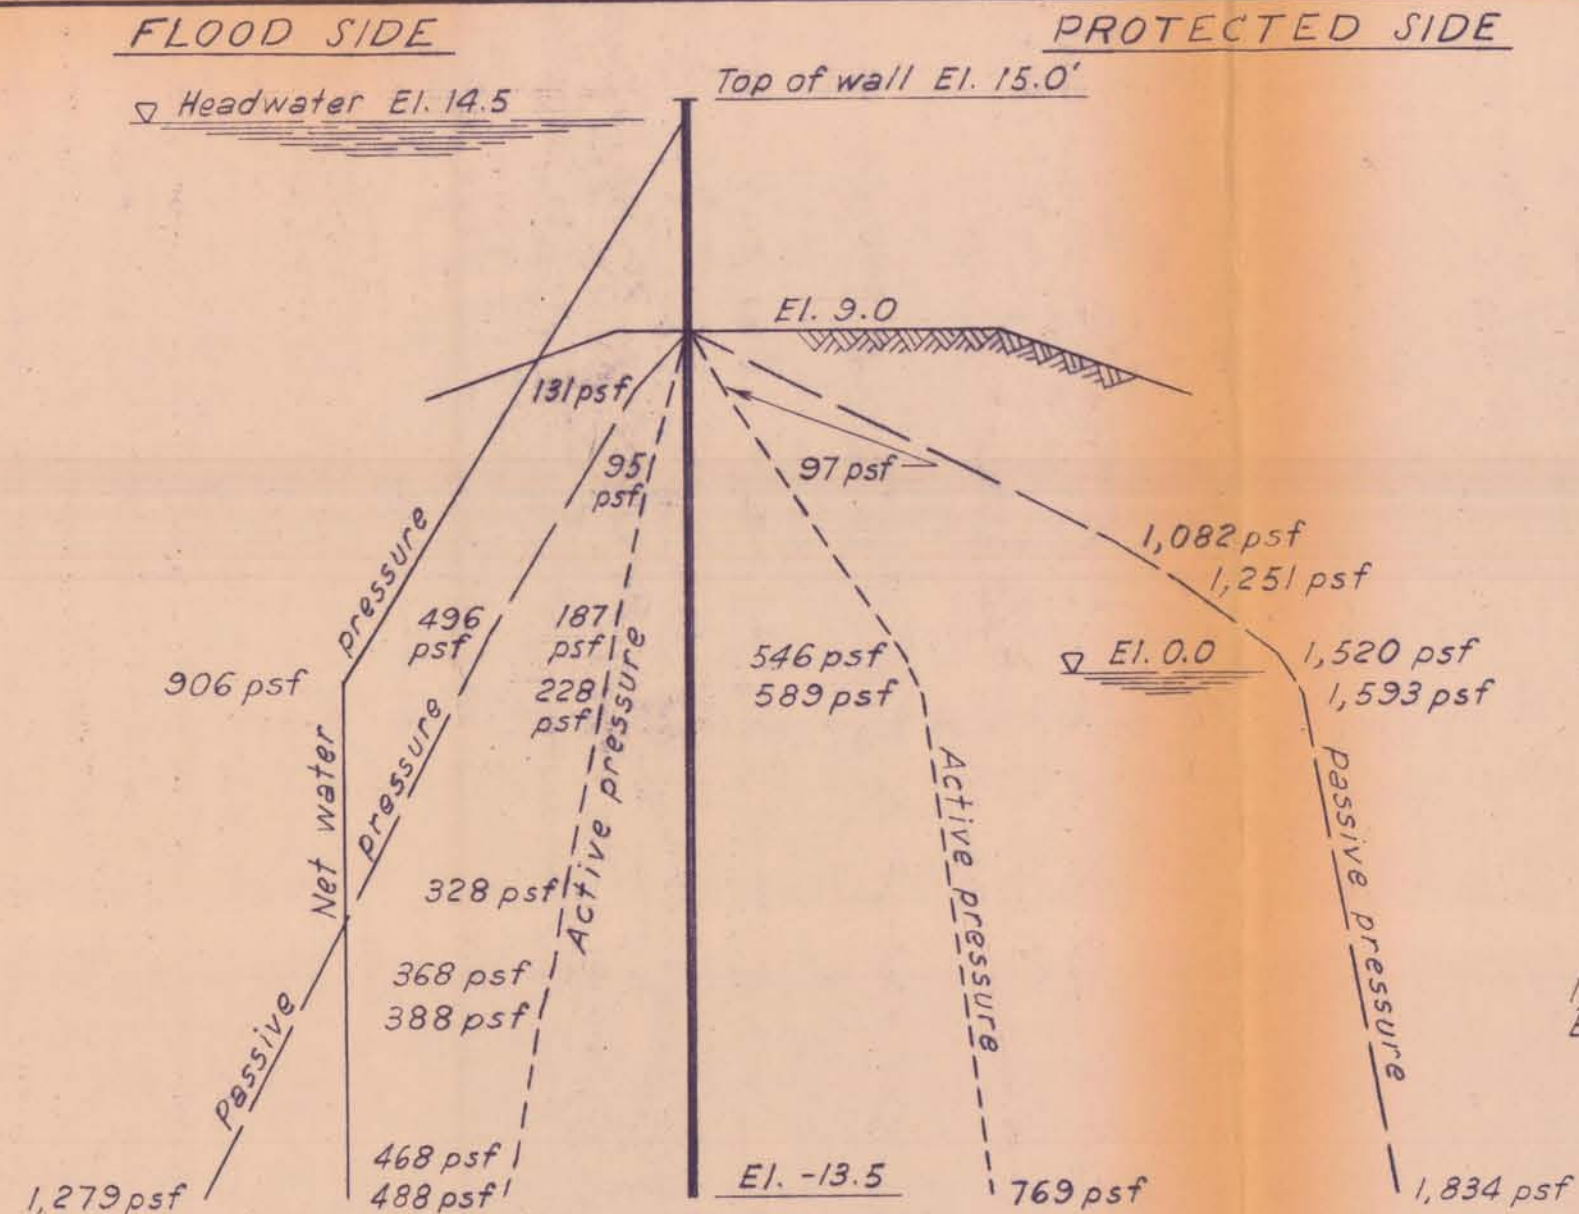 FLOOD SIDE
PROTECTED SIDE
Headwater El. 14.5
Top of wall El. 15.0'
El. 9.0
131 psf
95
psf
97 psf
1,082 psf
1,251 psf
496
psf
187
psf
546 psf
El. 0.0
1,520 psf
906 psf
228
psf
589 psf
1,593 psf
Net water pressure
Passive pressure
Active pressure
Active pressure
passive pressure
328 psf
368 psf
388 psf
468 psf
1,279 psf
488 psf
El. -13.5
769 psf
1,834 psf